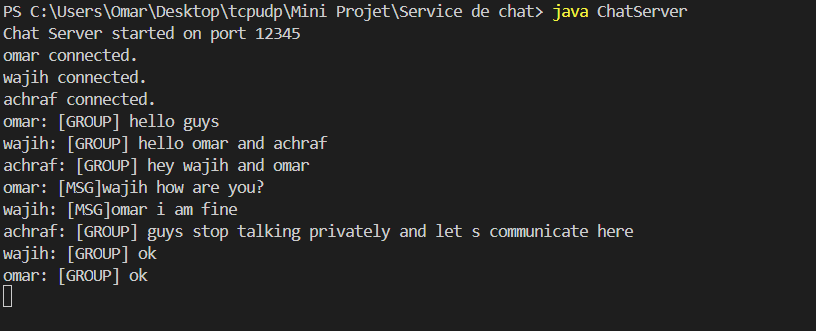 PS C:\Users\Omar\Desktop\tcpudp\Mini Projet\Service de chat> java ChatServer
Chat Server started on port 12345
omar connected.
wajih connected.
achraf connected.
omar: [GROUP] hello guys
wajih: [GROUP] hello omar and achraf
achraf: [GROUP] hey wajih and omar
omar: [MSG]wajih how are you?
wajih: [MSG]omar i am fine
achraf: [GROUP] guys stop talking privately and let s communicate here
wajih: [GROUP] ok
omar: [GROUP] ok